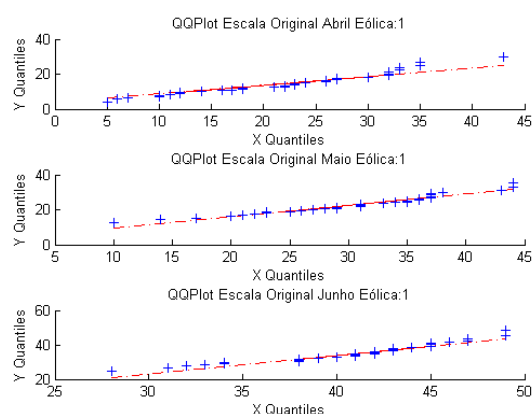 QQPlot Escala Original Abril Eólica:1
40
20
0
0 5 10 15 20 25 30 35 40 45
Y Quantiles
X Quantiles
QQPlot Escala Original Maio Eólica:1
40
20
0
5 10 15 20 25 30 35 40 45
Y Quantiles
X Quantiles
QQPlot Escala Original Junho Eólica:1
60
40
20
25 30 35 40 45 50
Y Quantiles
X Quantiles